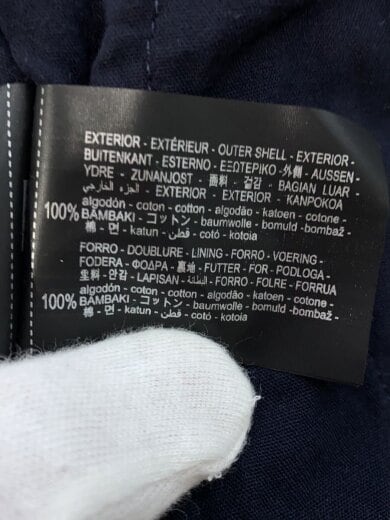 EXTERIOR - EXTÉRIEUR - OUTER SHELL - EXTERIOR -
BUITENKANT - ESTERNO - ΕΞΩΤΕΡΙΚΟ - 外側 - AUSSEN -
YDRE - ZUNANJOST - 面料 - 겉감 - BAGIAN LUAR -
الجزء الخارجي - EXTERIOR - EXTERIOR - KANPOKOA
algodón - coton - cotton - algodão - katoen - cotone -
100% BAMBAKI - コットン - baumwolle - bomuld - bombaž -
棉 - 면 - katun - قطن - cotó - kotoia
FORRO - DOUBLURE - LINING - FORRO - VOERING -
FODERA - ΦΟΔΡΑ - 裏地 - FUTTER - FOR - PODLOGA -
里料 - 안감 - LAPISAN - البطانة - FORRO - FOLRE - FORRUA
algodón - coton - cotton - algodão - katoen - cotone -
100% BAMBAKI - コットン - baumwolle - bomuld - bombaž -
棉 - 면 - katun - قطن - cotó - kotoia